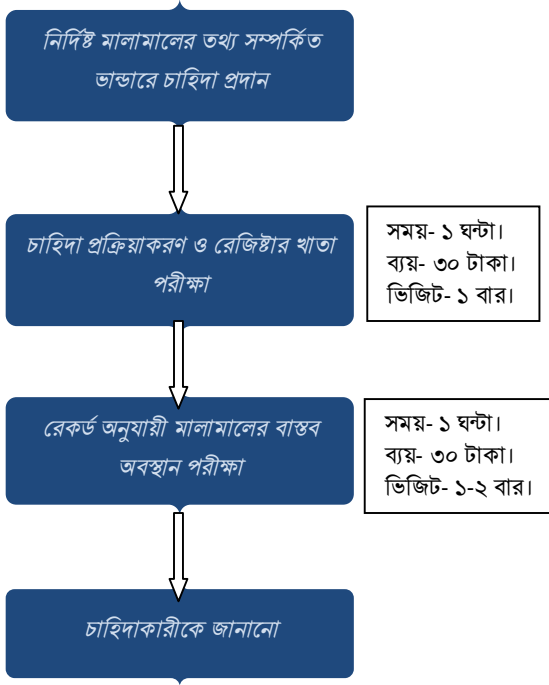 নির্দিষ্ট মালামালের তথ্য সম্পর্কিত
ভান্ডারে চাহিদা প্রদান
চাহিদা প্রক্রিয়াকরণ ও রেজিষ্টার খাতা
পরীক্ষা
সময়- ১ ঘন্টা।
ব্যয়- ৩০ টাকা।
ভিজিট- ১ বার।
রেকর্ড অনুযায়ী মালামালের বাস্তব
অবস্থান পরীক্ষা
সময়- ১ ঘন্টা।
ব্যয়- ৩০ টাকা।
ভিজিট- ১-২ বার।
চাহিদাকারীকে জানানো